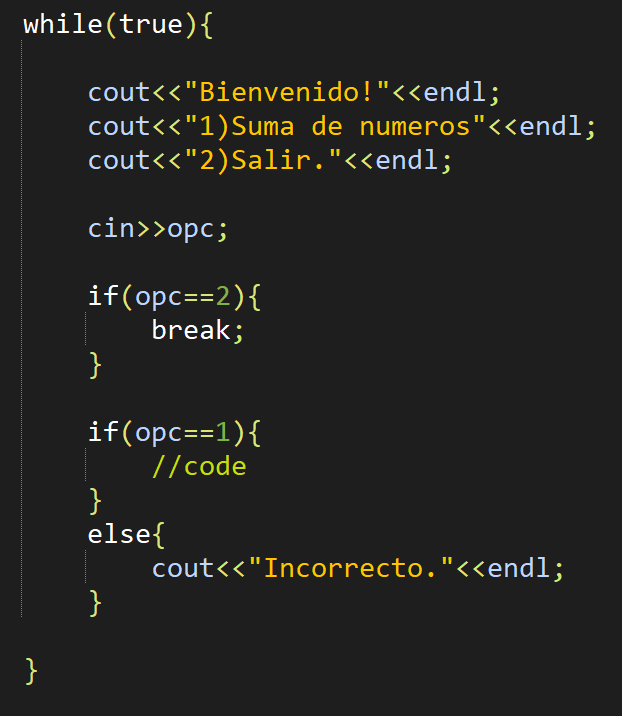 while(true){
cout<<"Bienvenido!"<<endl;
cout<<"1)Suma de numeros"<<endl;
cout<<"2)Salir."<<endl;
cin>>opc;
if(opc==2){
break;
}
if(opc==1){
//code
}
else{
cout<<"Incorrecto."<<endl;
}
}